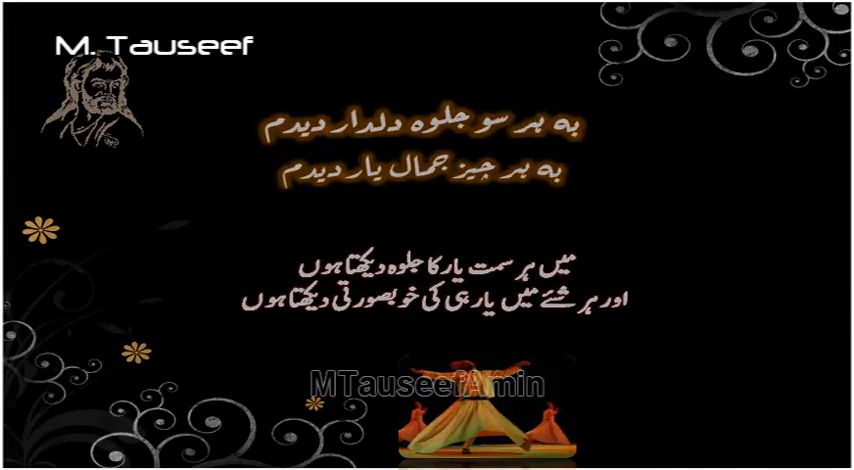 M. Tauseef
بہ ہر سو جلوہ دلدار دیدم
بہ ہر چیز جمال یار دیدم
میں ہر سمت یار کا جلوہ دیکھتا ہوں
اور ہر شئے میں یار ہی کی خوبصورتی دیکھتا ہوں
MTauseefAmin